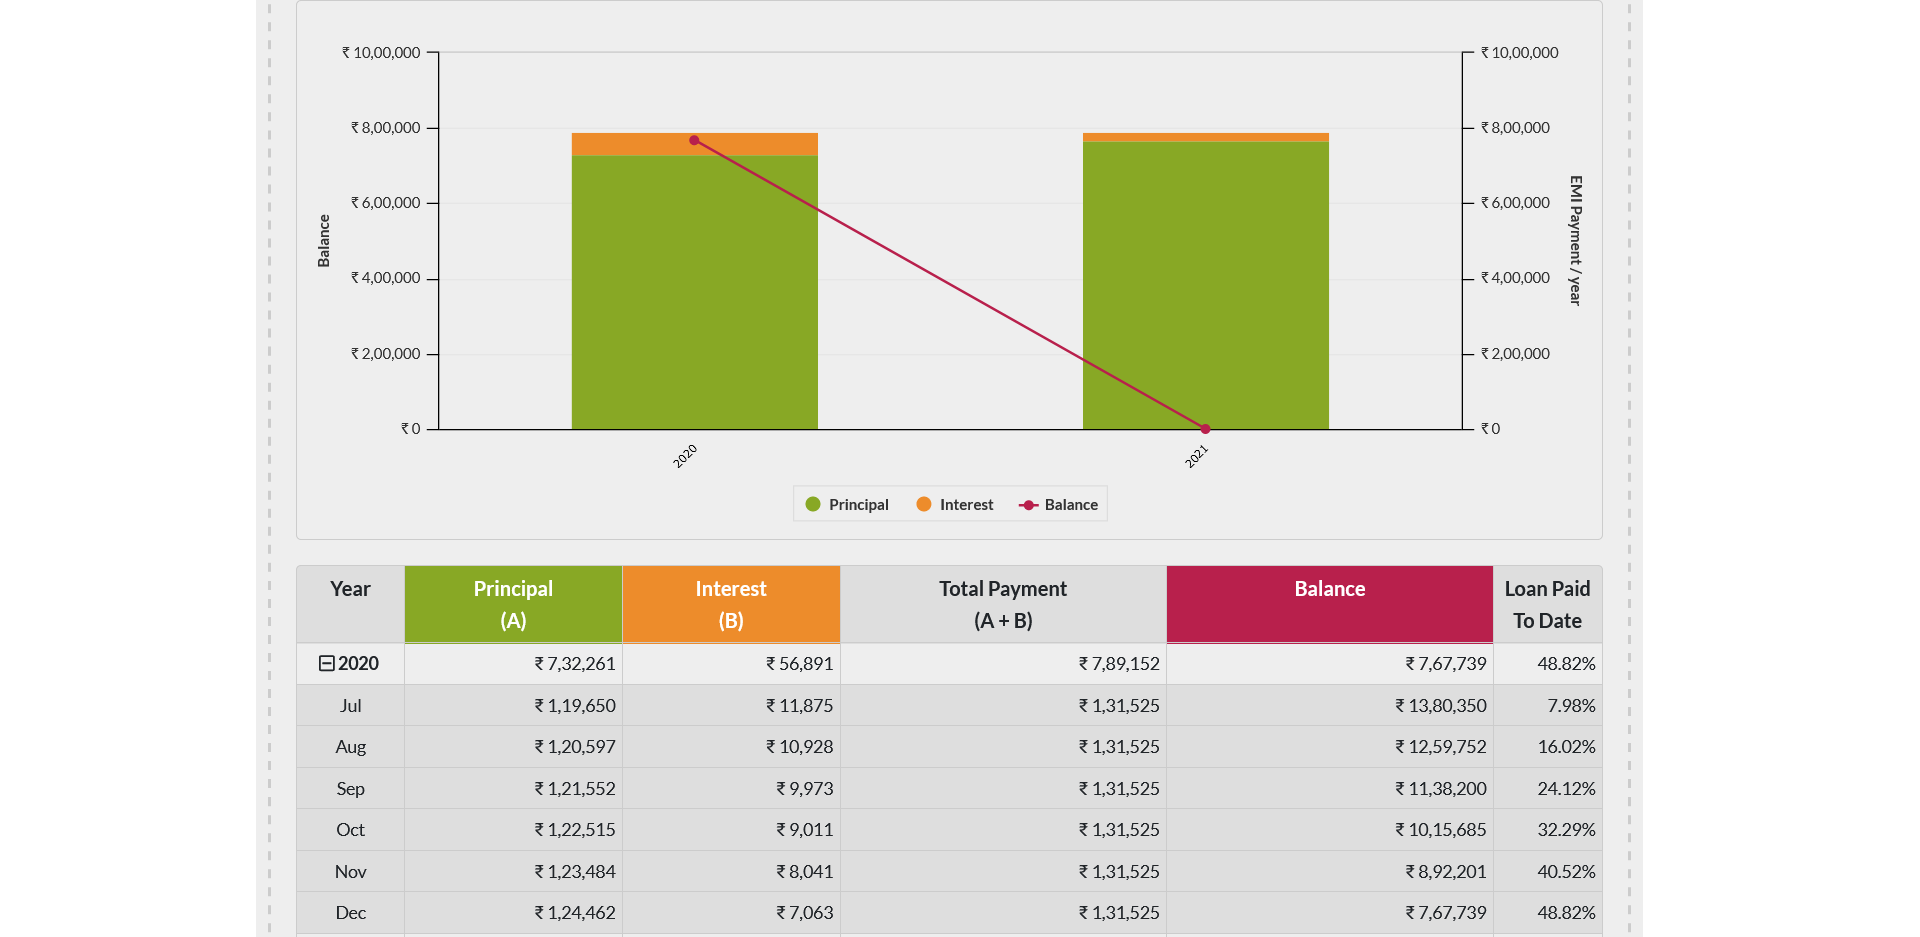 ₹ 10,00,000
₹ 8,00,000
₹ 6,00,000
₹ 4,00,000
₹ 2,00,000
₹ 0
Balance
₹ 10,00,000
₹ 8,00,000
₹ 6,00,000
₹ 4,00,000
₹ 2,00,000
₹ 0
EMI Payment / year
2020
2021
Principal Interest Balance
Year Principal Interest Total Payment Balance Loan Paid
(A) (B) (A + B) To Date
2020 ₹ 7,32,261 ₹ 56,891 ₹ 7,89,152 ₹ 7,67,739 48.82%
Jul ₹ 1,19,650 ₹ 11,875 ₹ 1,31,525 ₹ 13,80,350 7.98%
Aug ₹ 1,20,597 ₹ 10,928 ₹ 1,31,525 ₹ 12,59,752 16.02%
Sep ₹ 1,21,552 ₹ 9,973 ₹ 1,31,525 ₹ 11,38,200 24.12%
Oct ₹ 1,22,515 ₹ 9,011 ₹ 1,31,525 ₹ 10,15,685 32.29%
Nov ₹ 1,23,484 ₹ 8,041 ₹ 1,31,525 ₹ 8,92,201 40.52%
Dec ₹ 1,24,462 ₹ 7,063 ₹ 1,31,525 ₹ 7,67,739 48.82%